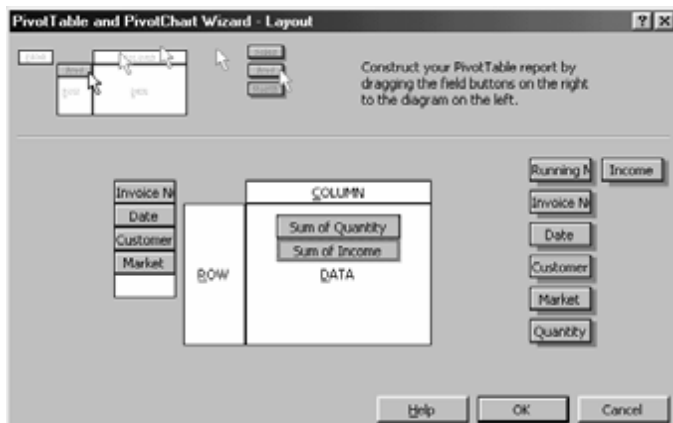 PivotTable and PivotChart Wizard - Layout
Construct your PivotTable report by
dragging the field buttons on the right
to the diagram on the left.
Invoice N
Date
Customer
Market
COLUMN
Sum of Quantity
Sum of Income
ROW
DATA
Running N
Income
Invoice N
Date
Customer
Market
Quantity
Help
OK
Cancel